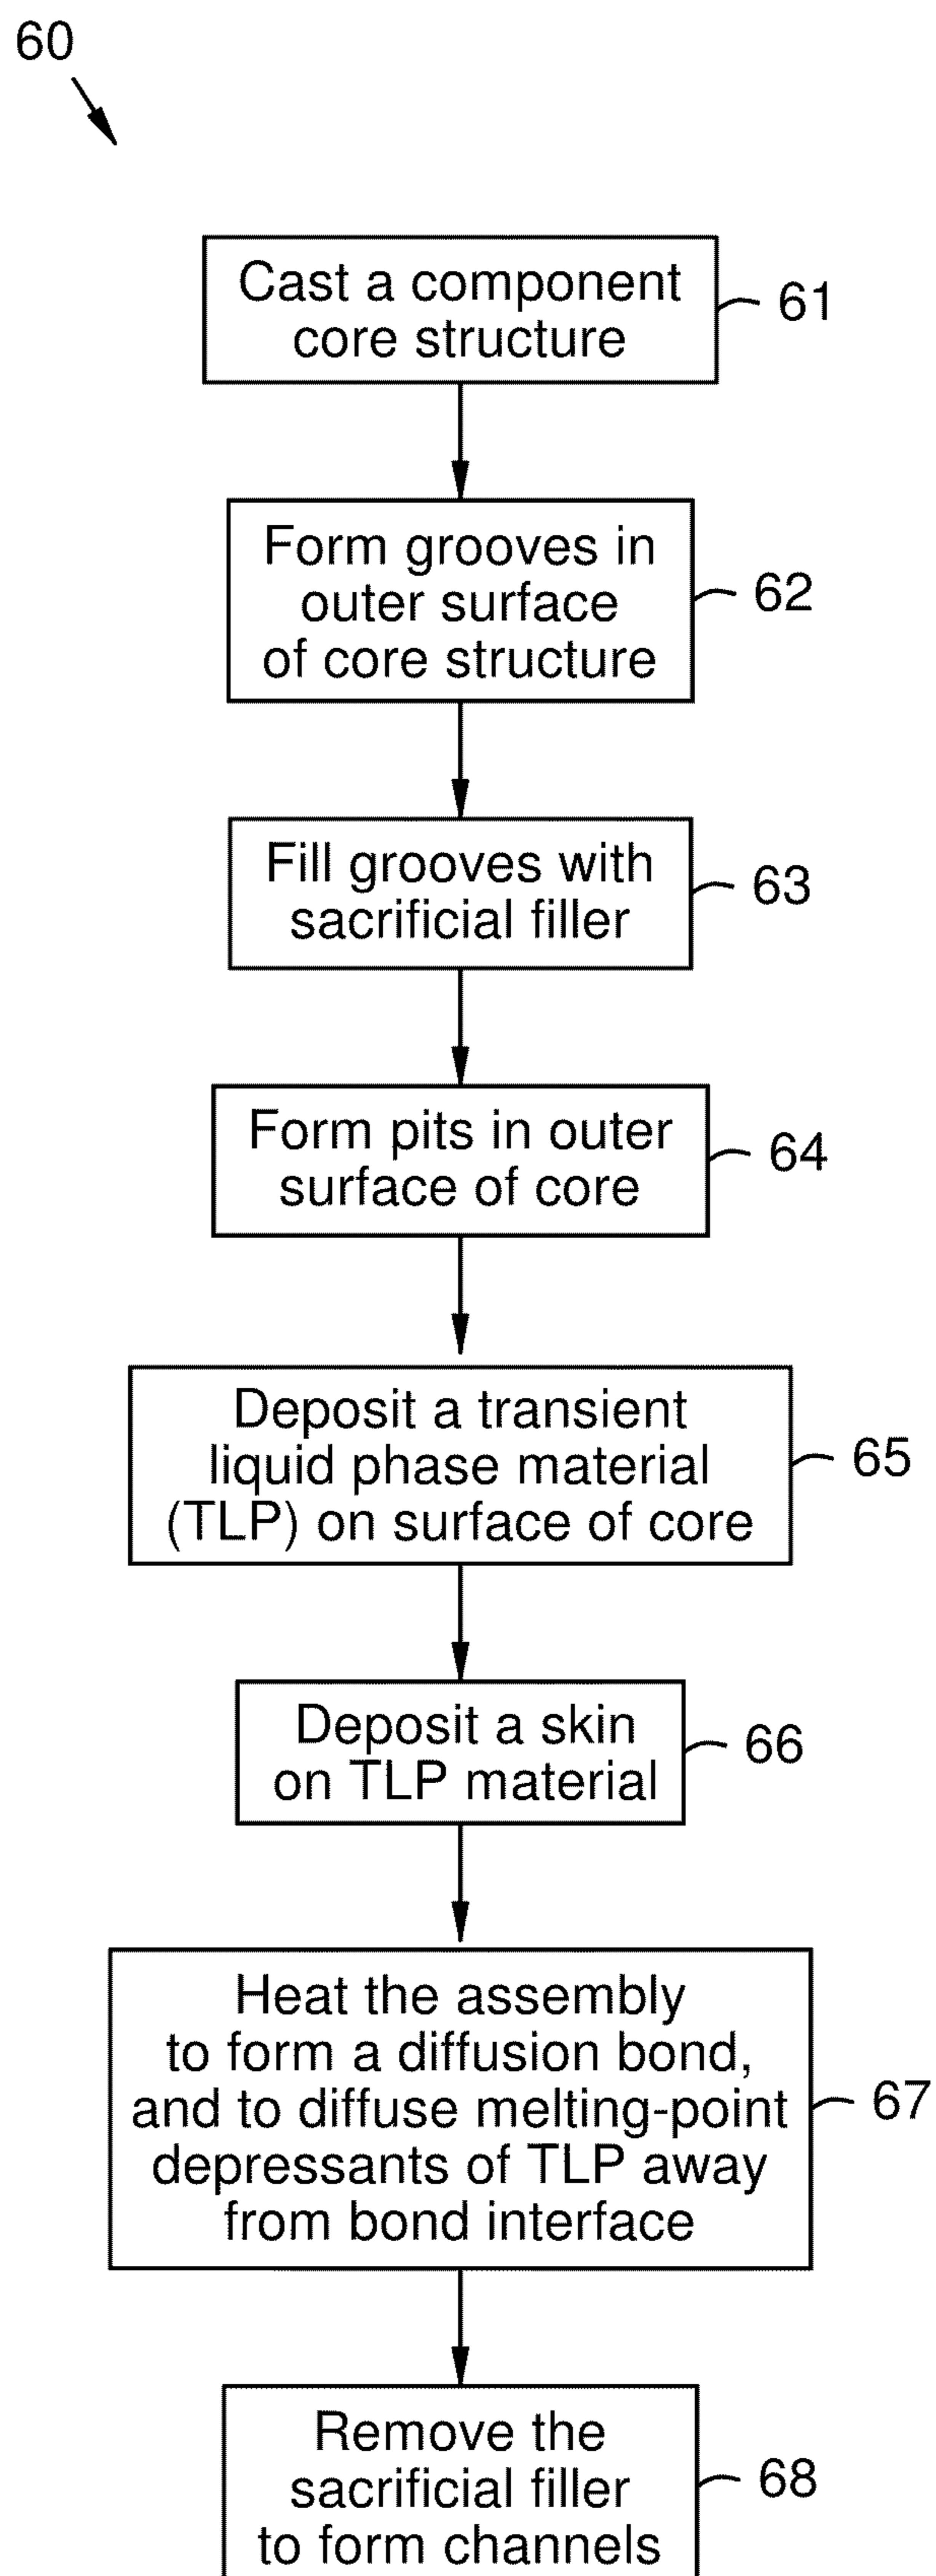 60
Cast a component
core structure
61
Form grooves in
outer surface
of core structure
62
Fill grooves with
sacrificial filler
63
Form pits in outer
surface of core
64
Deposit a transient
liquid phase material
(TLP) on surface of core
65
Deposit a skin
on TLP material
66
Heat the assembly
to form a diffusion bond,
and to diffuse melting-point
depressants of TLP away
from bond interface
67
Remove the
sacrificial filler
to form channels
68